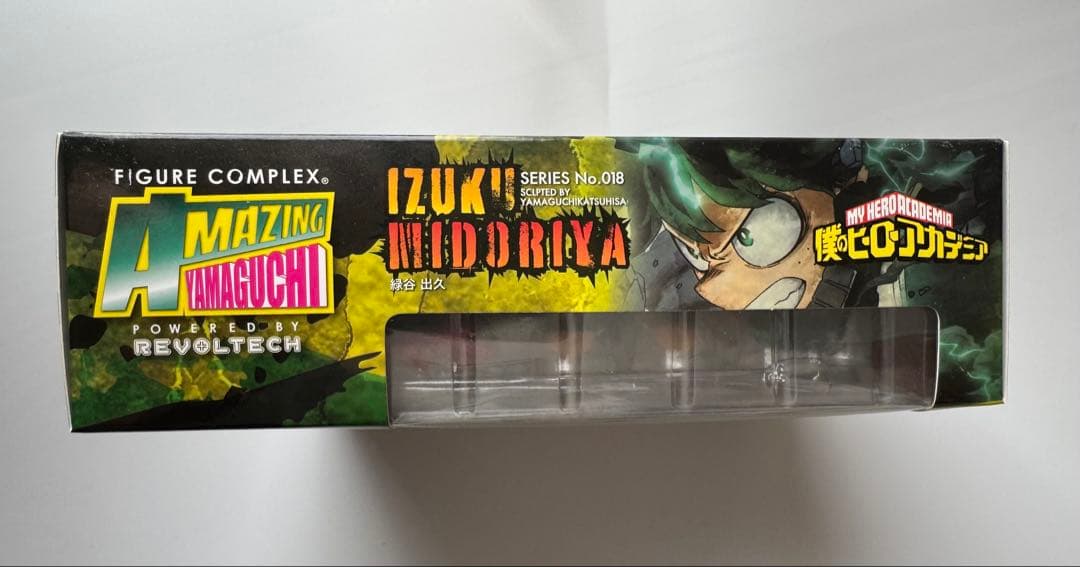 FIGURE COMPLEX®
AMAZING
YAMAGUCHI
POWERED BY
REVOLTECH
IZUKU
MIDORIYA
緑谷 出久
SERIES No.018
SCLPTED BY
YAMAGUCHIKATSUHISA
MY HERO ACADEMIA
僕のヒーローアカデミア